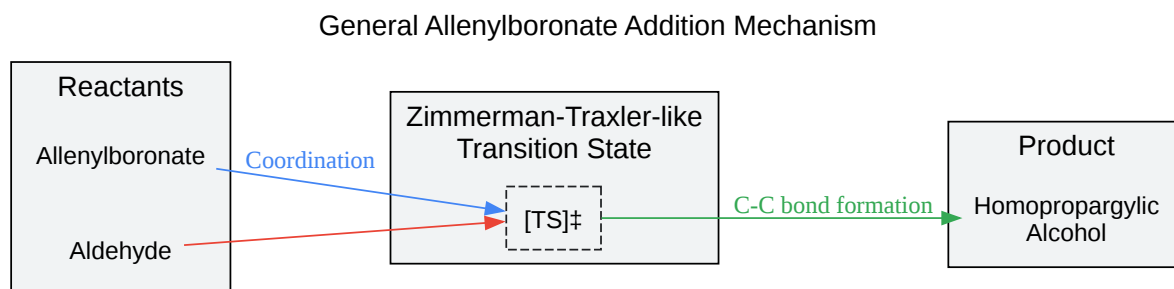 General Allenylboronate Addition Mechanism
Reactants
Allenylboronate
Aldehyde
Coordination
Zimmerman-Traxler-like
Transition State
[TS]‡
C-C bond formation
Product
Homopropargylic
Alcohol